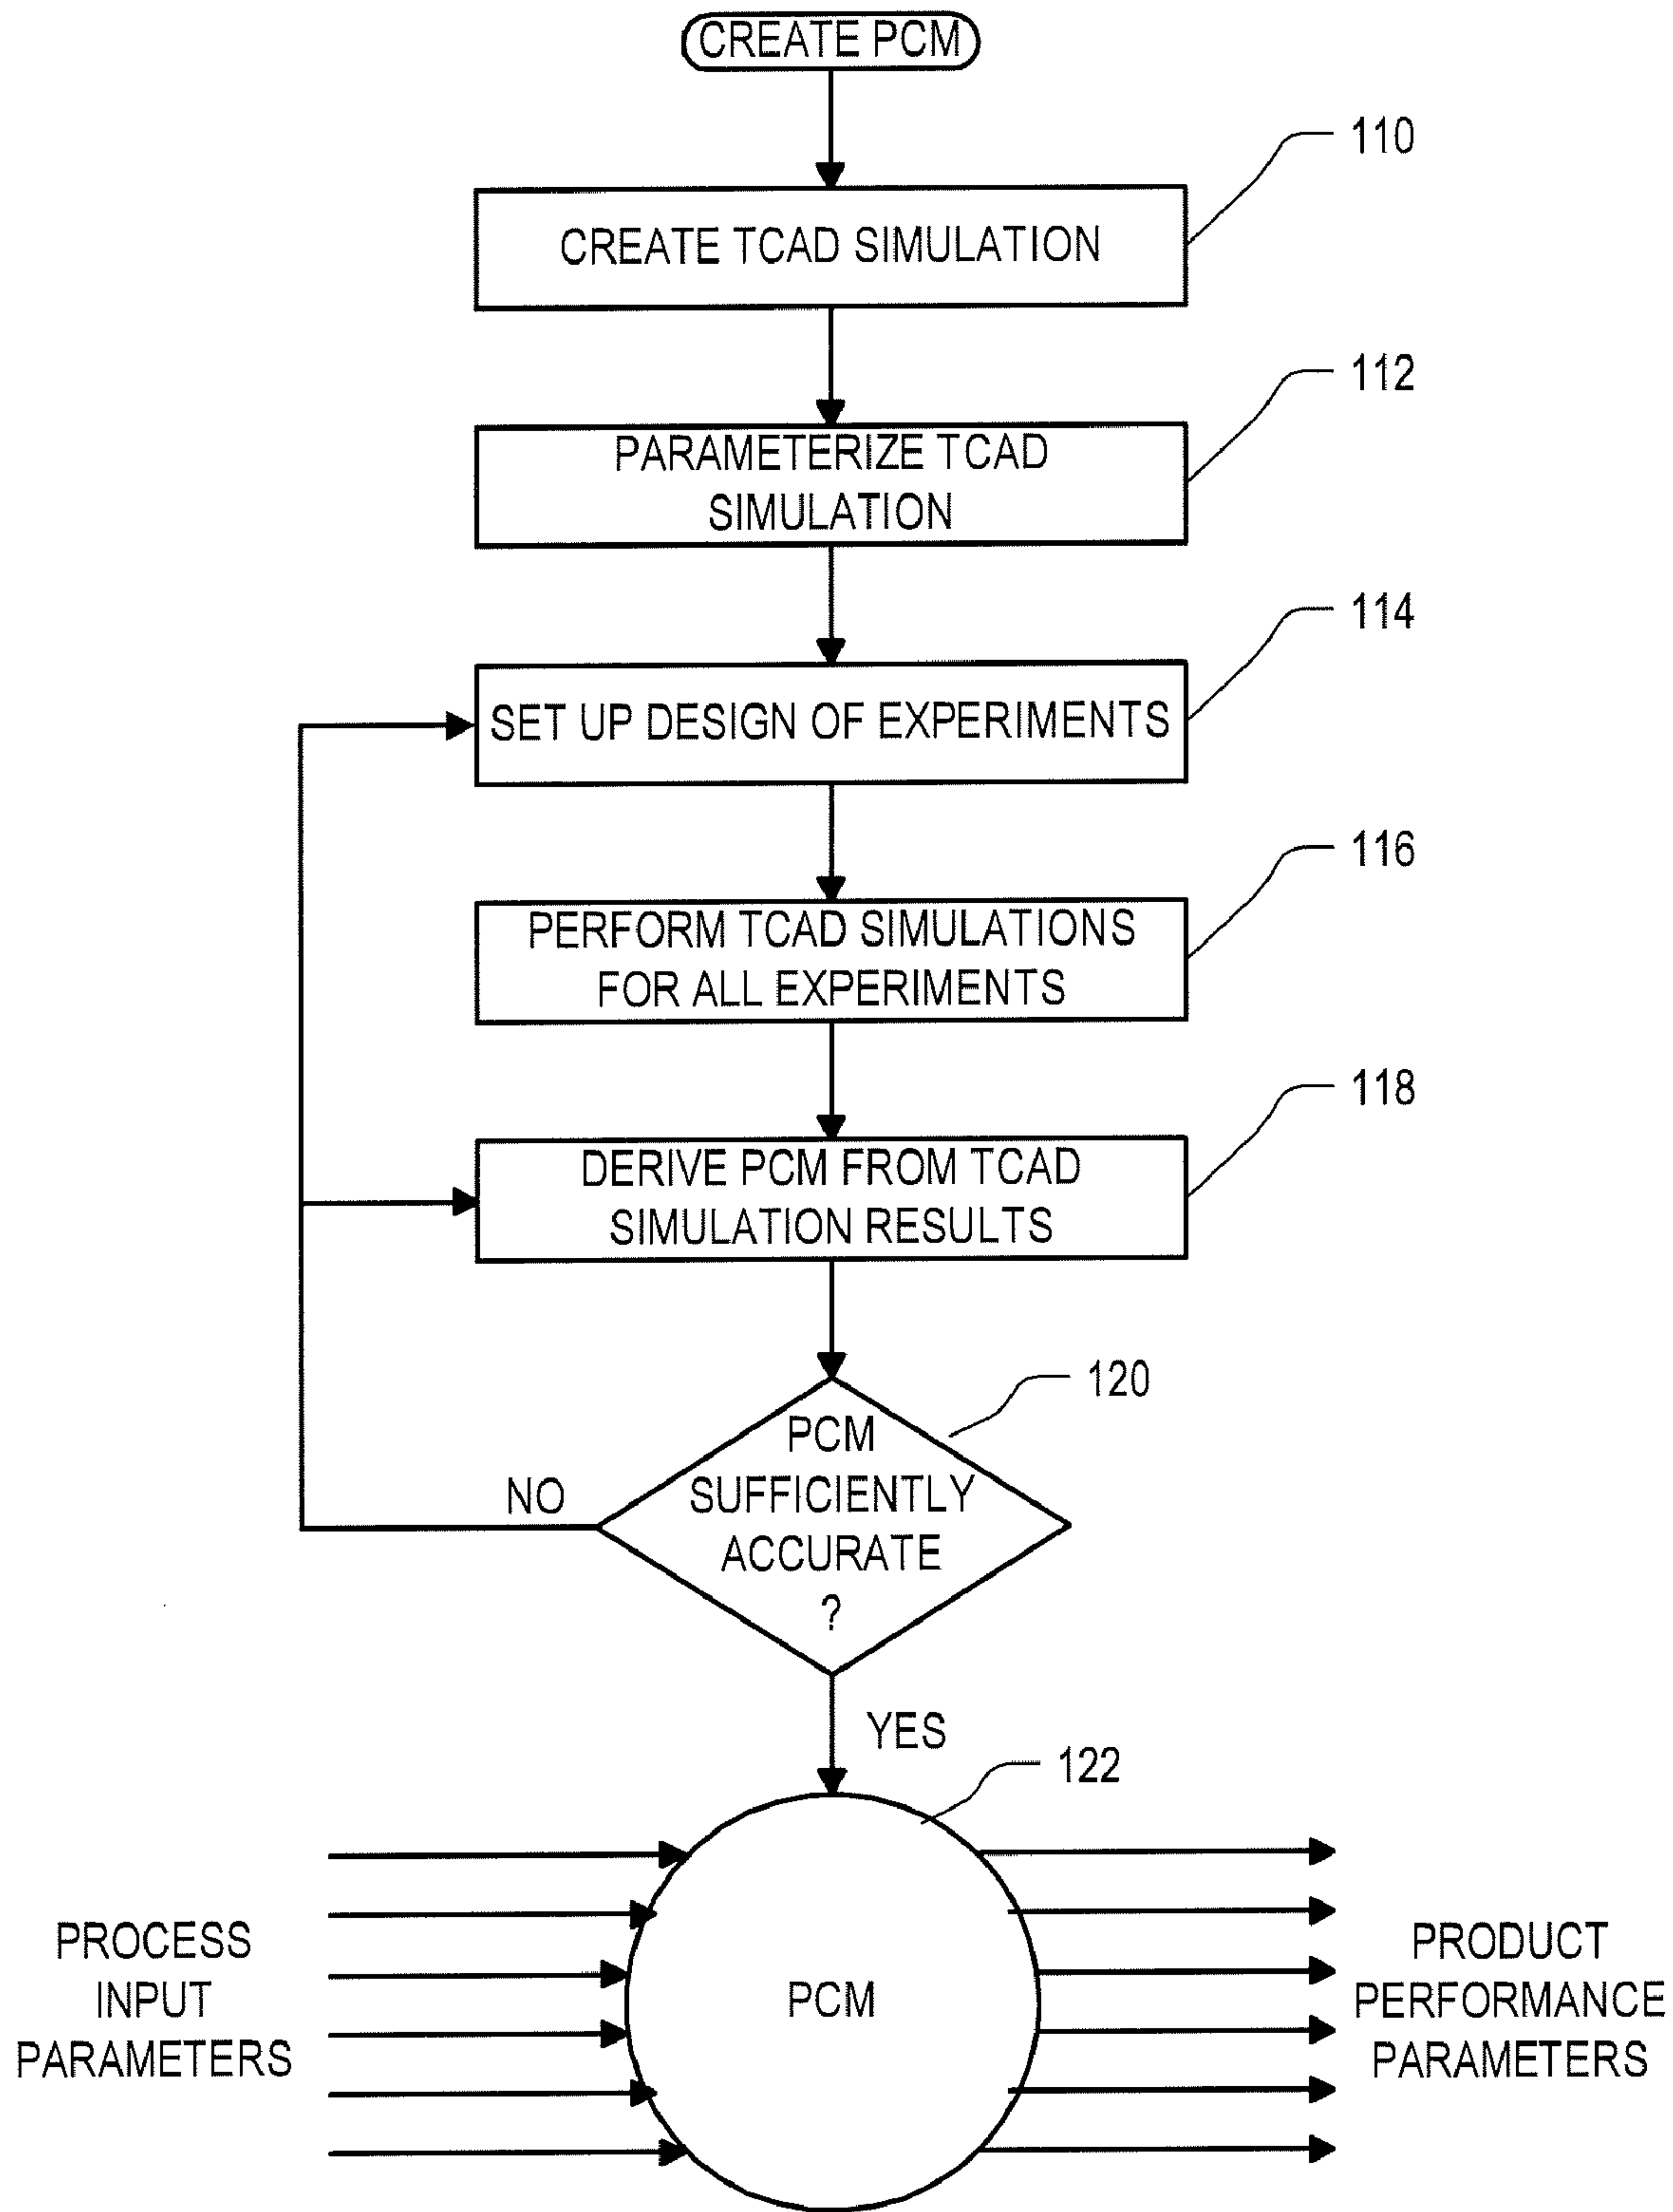 CREATE PCM
110
CREATE TCAD SIMULATION
112
PARAMETERIZE TCAD
SIMULATION
114
SET UP DESIGN OF EXPERIMENTS
116
PERFORM TCAD SIMULATIONS
FOR ALL EXPERIMENTS
118
DERIVE PCM FROM TCAD
SIMULATION RESULTS
120
PCM
SUFFICIENTLY
ACCURATE
?
NO
YES
122
PROCESS
INPUT
PARAMETERS
PCM
PRODUCT
PERFORMANCE
PARAMETERS